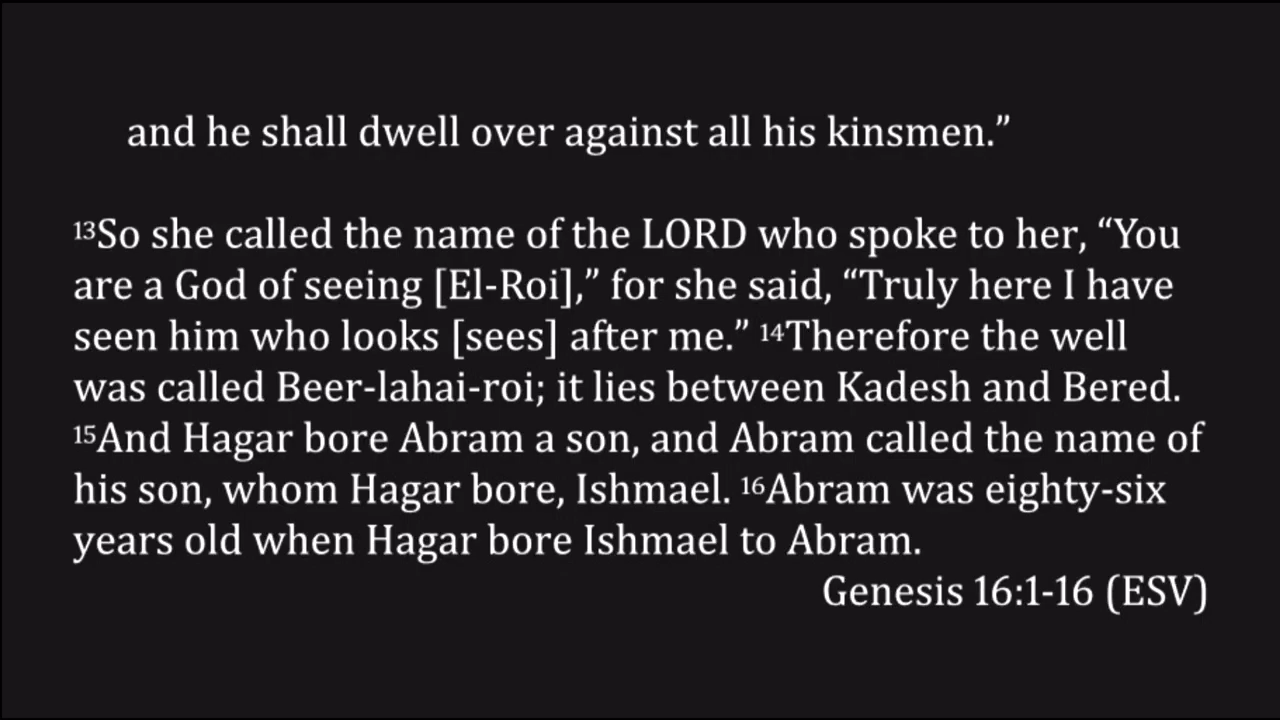 and he shall dwell over against all his kinsmen.”
¹³So she called the name of the LORD who spoke to her, “You
are a God of seeing [El-Roi],” for she said, “Truly here I have
seen him who looks [sees] after me.” ¹⁴Therefore the well
was called Beer-lahai-roi; it lies between Kadesh and Bered.
¹⁵And Hagar bore Abram a son, and Abram called the name of
his son, whom Hagar bore, Ishmael. ¹⁶Abram was eighty-six
years old when Hagar bore Ishmael to Abram.
Genesis 16:1-16 (ESV)